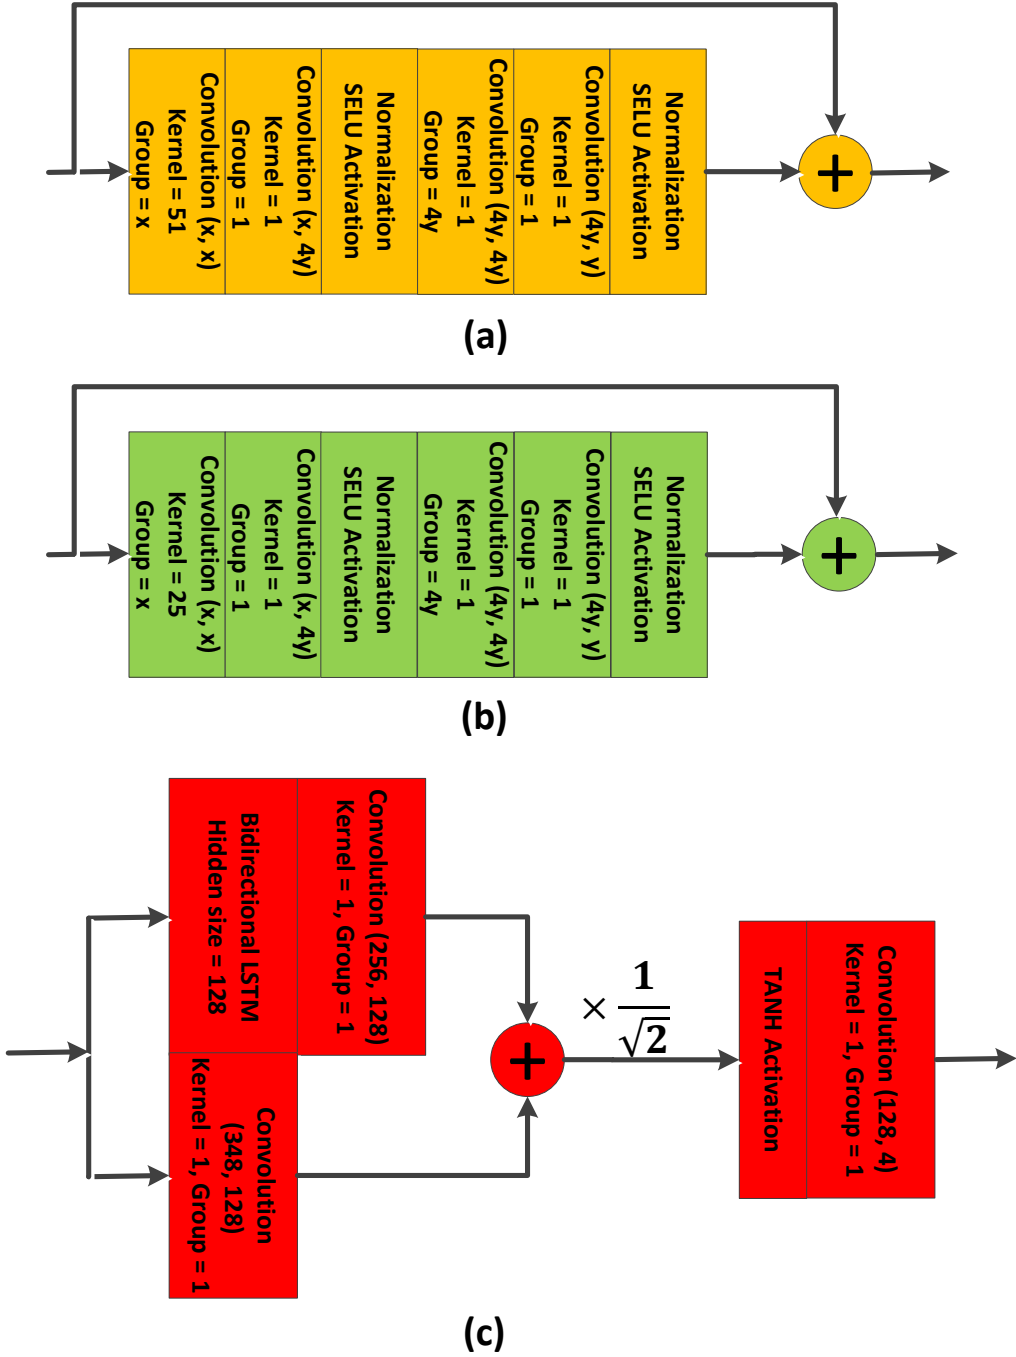 Convolution (x, x)
Kernel = 51
Group = x
Convolution (x, 4y)
Kernel = 1
Group = 1
Normalization
SELU Activation
Convolution (4y, 4y)
Kernel = 1
Group = 4y
Convolution (4y, y)
Kernel = 1
Group = 1
Normalization
SELU Activation
+
(a)
Convolution (x, x)
Kernel = 25
Group = x
Convolution (x, 4y)
Kernel = 1
Group = 1
Normalization
SELU Activation
Convolution (4y, 4y)
Kernel = 1
Group = 4y
Convolution (4y, y)
Kernel = 1
Group = 1
Normalization
SELU Activation
+
(b)
Bidirectional LSTM
Hidden size = 128
Convolution (256, 128)
Kernel = 1, Group = 1
Convolution
(348, 128)
Kernel = 1, Group = 1
+
× 1/√2
TANH Activation
Convolution (128, 4)
Kernel = 1, Group = 1
(c)